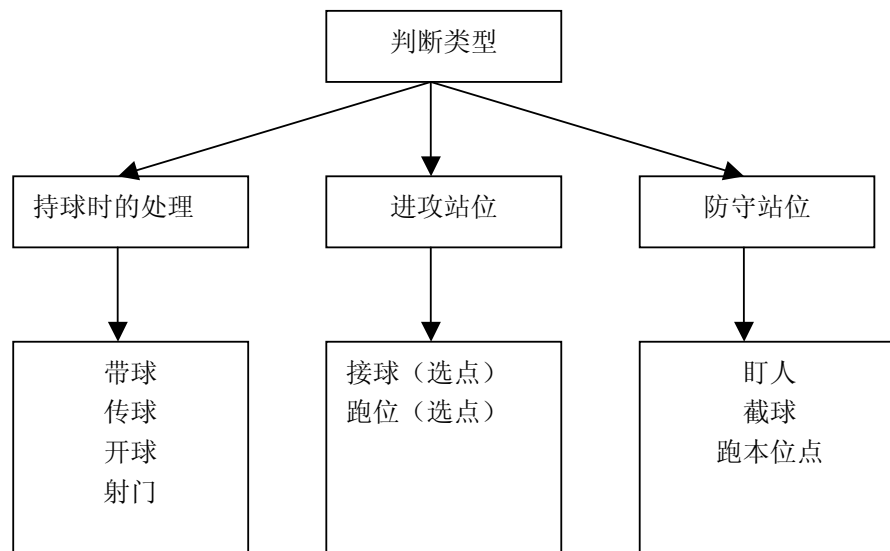 判断类型
持球时的处理
进攻站位
防守站位
带球
传球
开球
射门
接球（选点）
跑位（选点）
盯人
截球
跑本位点